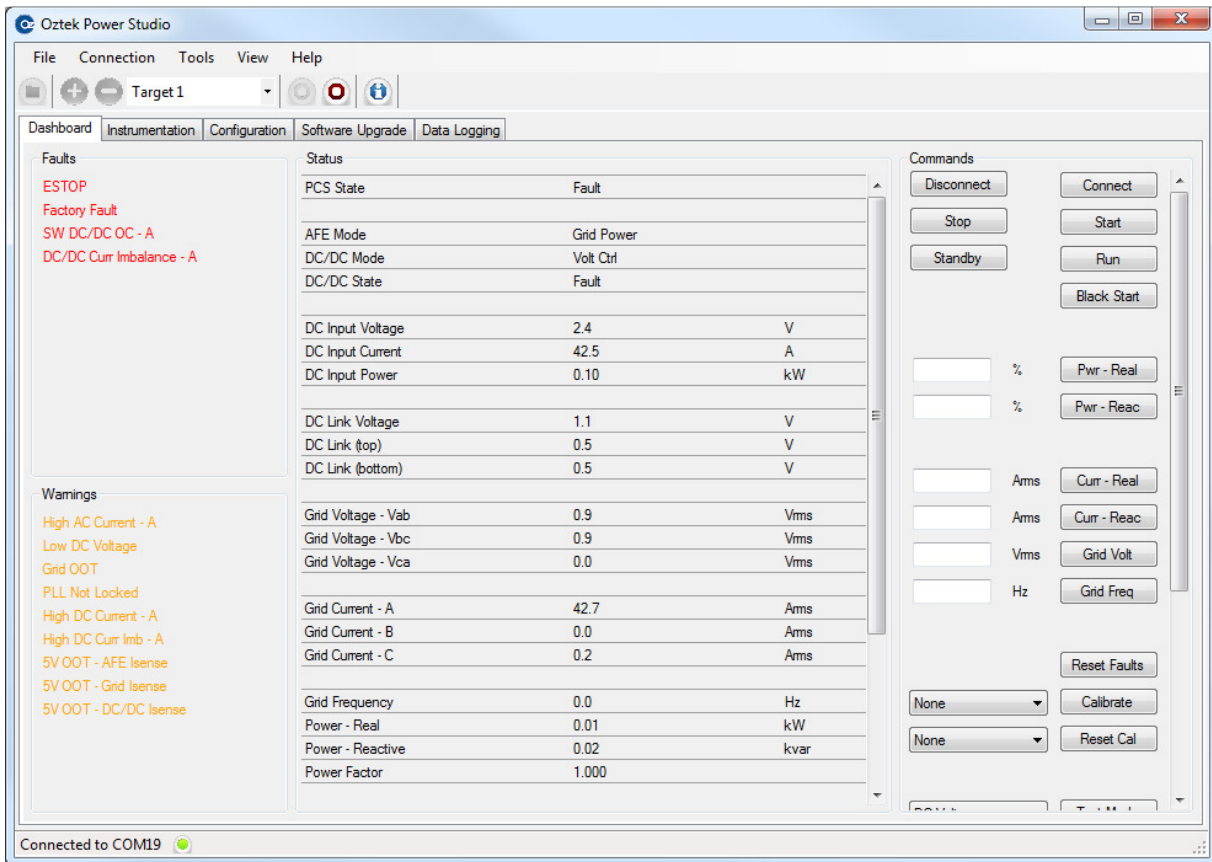 Oztek Power Studio
File Connection Tools View Help
Target 1
Dashboard Instrumentation Configuration Software Upgrade Data Logging
Faults
ESTOP
Factory Fault
SW DC/DC OC - A
DC/DC Curr Imbalance - A
Warnings
High AC Current - A
Low DC Voltage
Grid OOT
PLL Not Locked
High DC Current - A
High DC Curr Imb - A
5V OOT - AFE Isense
5V OOT - Grid Isense
5V OOT - DC/DC Isense
Status
PCS State Fault
AFE Mode Grid Power
DC/DC Mode Volt Ctrl
DC/DC State Fault
DC Input Voltage 2.4 V
DC Input Current 42.5 A
DC Input Power 0.10 kW
DC Link Voltage 1.1 V
DC Link (top) 0.5 V
DC Link (bottom) 0.5 V
Grid Voltage - Vab 0.9 Vrms
Grid Voltage - Vbc 0.9 Vrms
Grid Voltage - Vca 0.0 Vrms
Grid Current - A 42.7 Arms
Grid Current - B 0.0 Arms
Grid Current - C 0.2 Arms
Grid Frequency 0.0 Hz
Power - Real 0.01 kW
Power - Reactive 0.02 kvar
Power Factor 1.000
Commands
Disconnect Connect
Stop Start
Standby Run
Black Start
% Pwr - Real
% Pwr - Reac
Arms Curr - Real
Arms Curr - Reac
Vrms Grid Volt
Hz Grid Freq
Reset Faults
None Calibrate
None Reset Cal
Connected to COM19